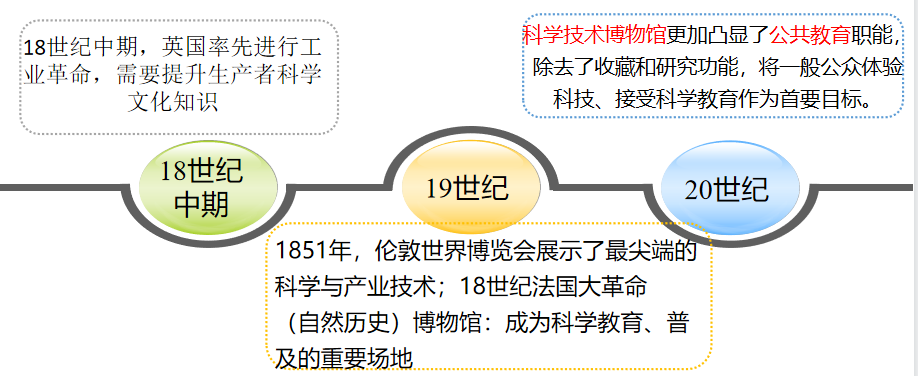 18世纪中期，英国率先进行工
业革命，需要提升生产者科学
文化知识
科学技术博物馆更加凸显了公共教育职能，
除去了收藏和研究功能，将一般公众体验
科技、接受科学教育作为首要目标。
18世纪
中期
19世纪
20世纪
1851年，伦敦世界博览会展示了最尖端的
科学与产业技术；18世纪法国大革命
（自然历史）博物馆：成为科学教育、普
及的重要场地